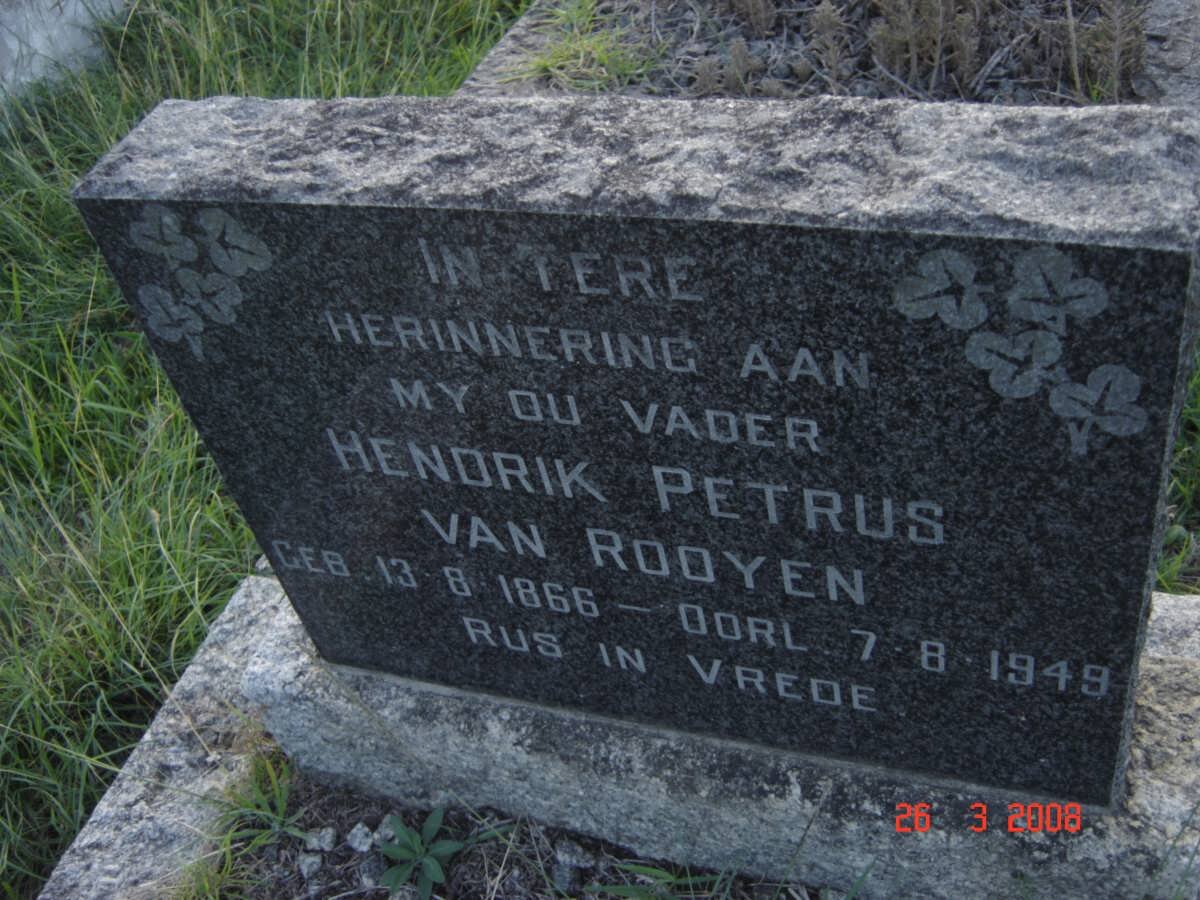 IN TERE
HERINNERING AAN
MY OU VADER
HENDRIK PETRUS
VAN ROOYEN
GEB. 13·8·1866 — OORL. 7·8·1949
RUS IN VREDE
26 3 2008